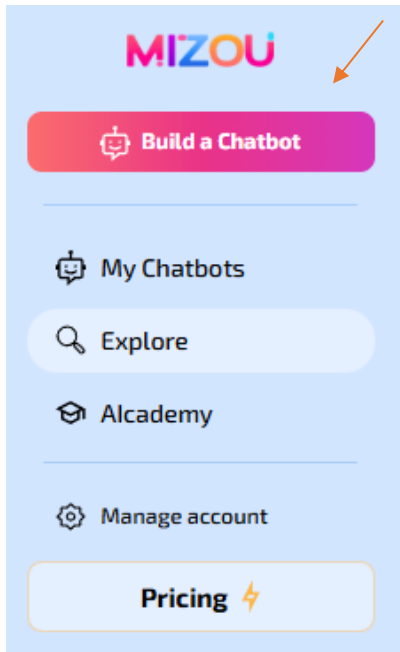 MIZOU
Build a Chatbot
My Chatbots
Explore
AIcademy
Manage account
Pricing